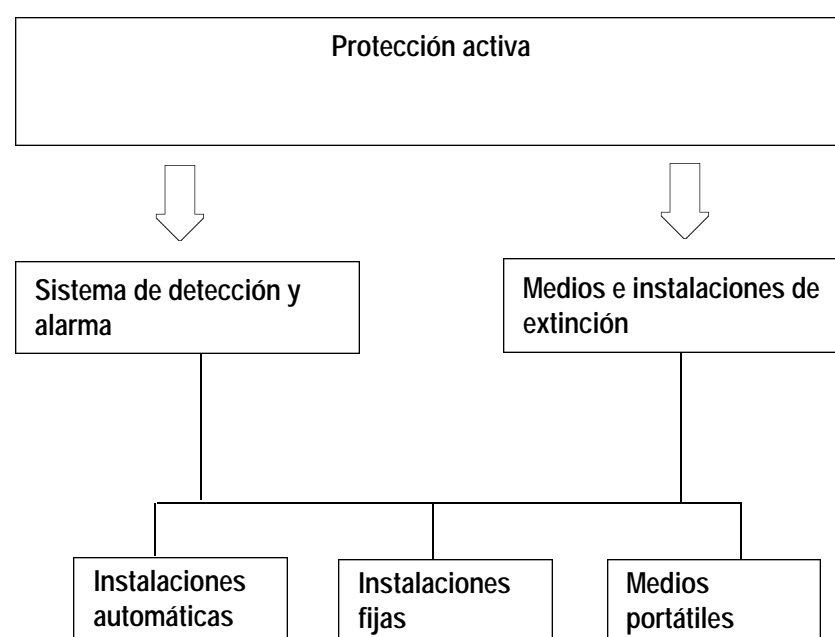 Protección activa
Sistema de detección y
alarma
Medios e instalaciones de
extinción
Instalaciones
automáticas
Instalaciones
fijas
Medios
portátiles